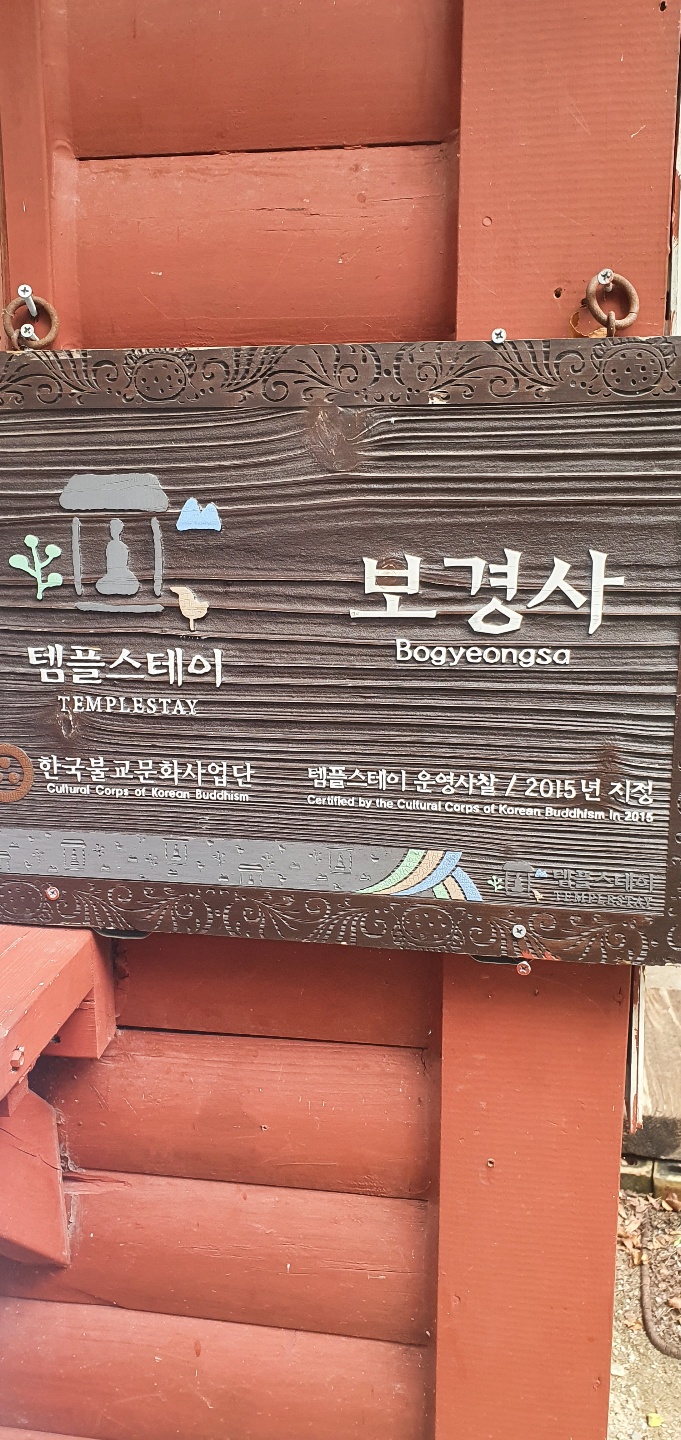 보경사
Bogyeongsa
템플스테이
TEMPLESTAY
한국불교문화사업단
Cultural Corps of Korean Buddhism
템플스테이 운영사찰 / 2015년 지정
Certified by the Cultural Corps of Korean Buddhism in 2015
템플스테이
TEMPLESTAY